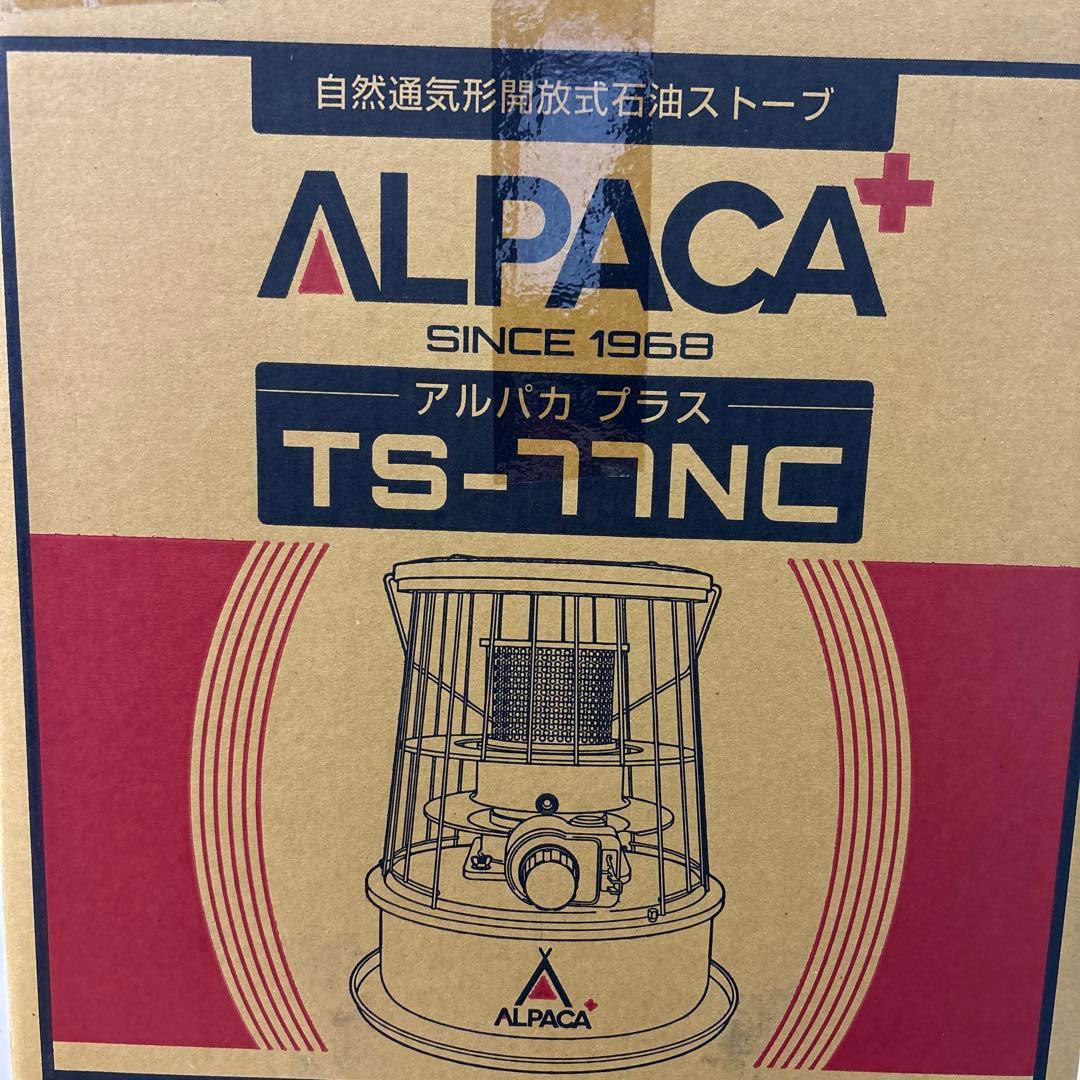 自然通気形開放式石油ストーブ
ALPACA+
SINCE 1968
アルパカ プラス
TS-77NC
ALPACA+